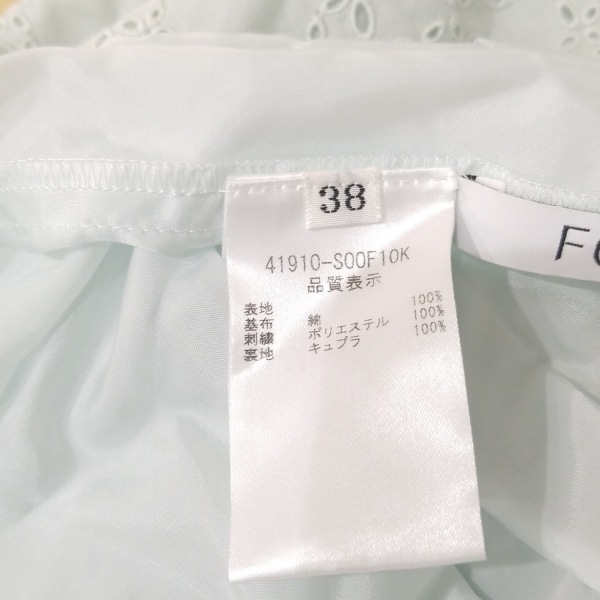 38
41910-S00F10K
品質表示
表地
基布 綿 100%
刺繍 ポリエステル 100%
裏地 キュプラ 100%